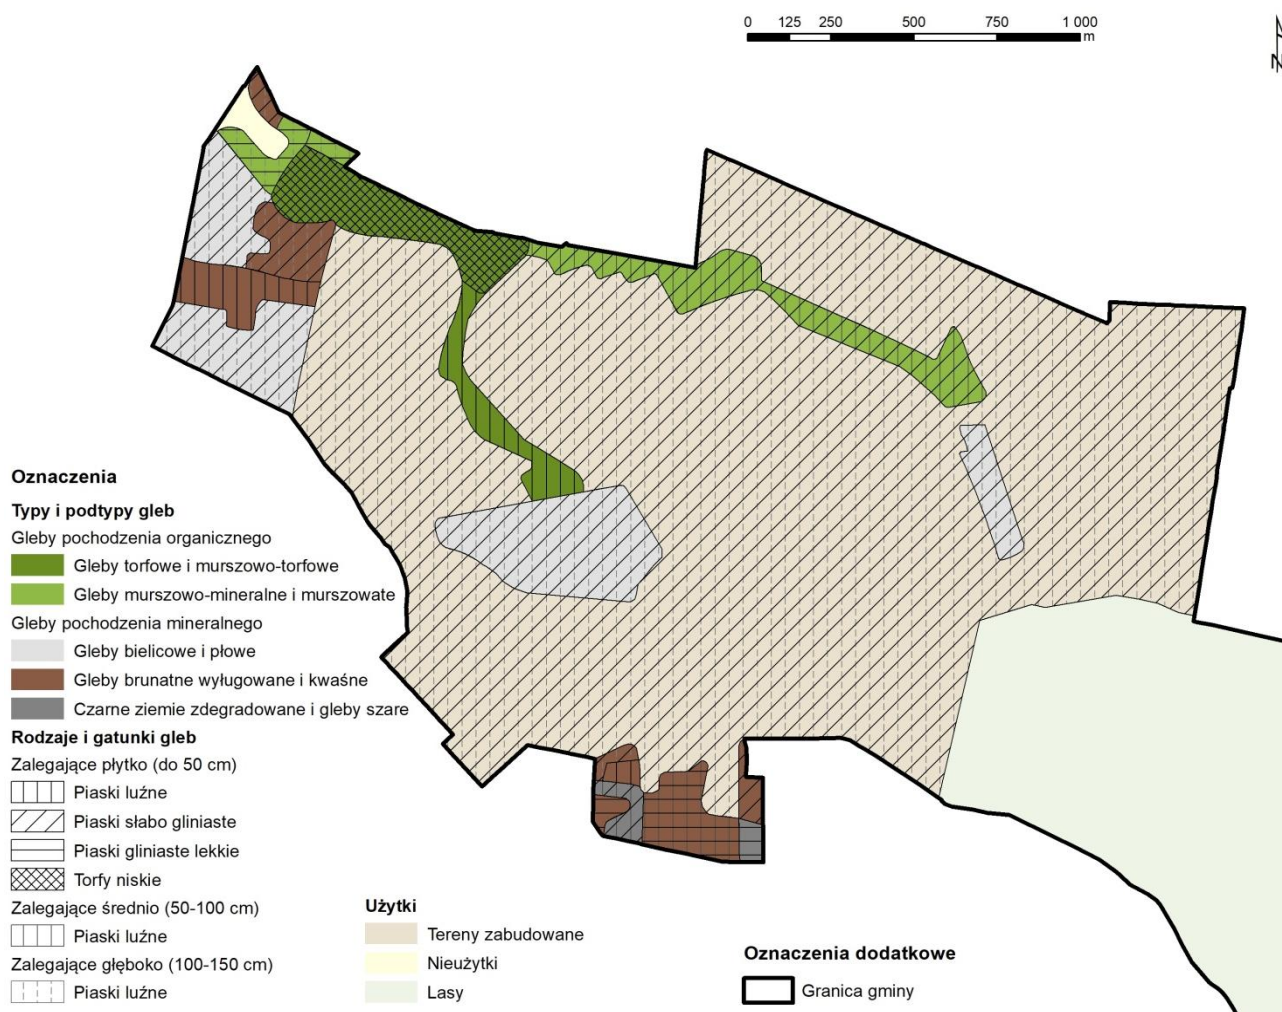 0 125 250 500 750 1 000
m
N
Oznaczenia
Typy i podtypy gleb
Gleby pochodzenia organicznego
Gleby torfowe i murszowo-torfowe
Gleby murszowo-mineralne i murszowate
Gleby pochodzenia mineralnego
Gleby bielicowe i płowe
Gleby brunatne wyługowane i kwaśne
Czarne ziemie zdegradowane i gleby szare
Rodzaje i gatunki gleb
Zalegające płytko (do 50 cm)
Piaski luźne
Piaski słabo gliniaste
Piaski gliniaste lekkie
Torfy niskie
Zalegające średnio (50-100 cm)
Piaski luźne
Zalegające głęboko (100-150 cm)
Piaski luźne
Użytki
Tereny zabudowane
Nieużytki
Lasy
Oznaczenia dodatkowe
Granica gminy